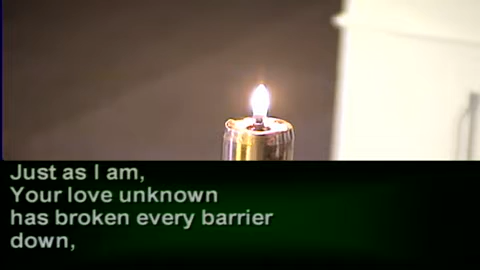 Just as I am,
Your love unknown
has broken every barrier
down,